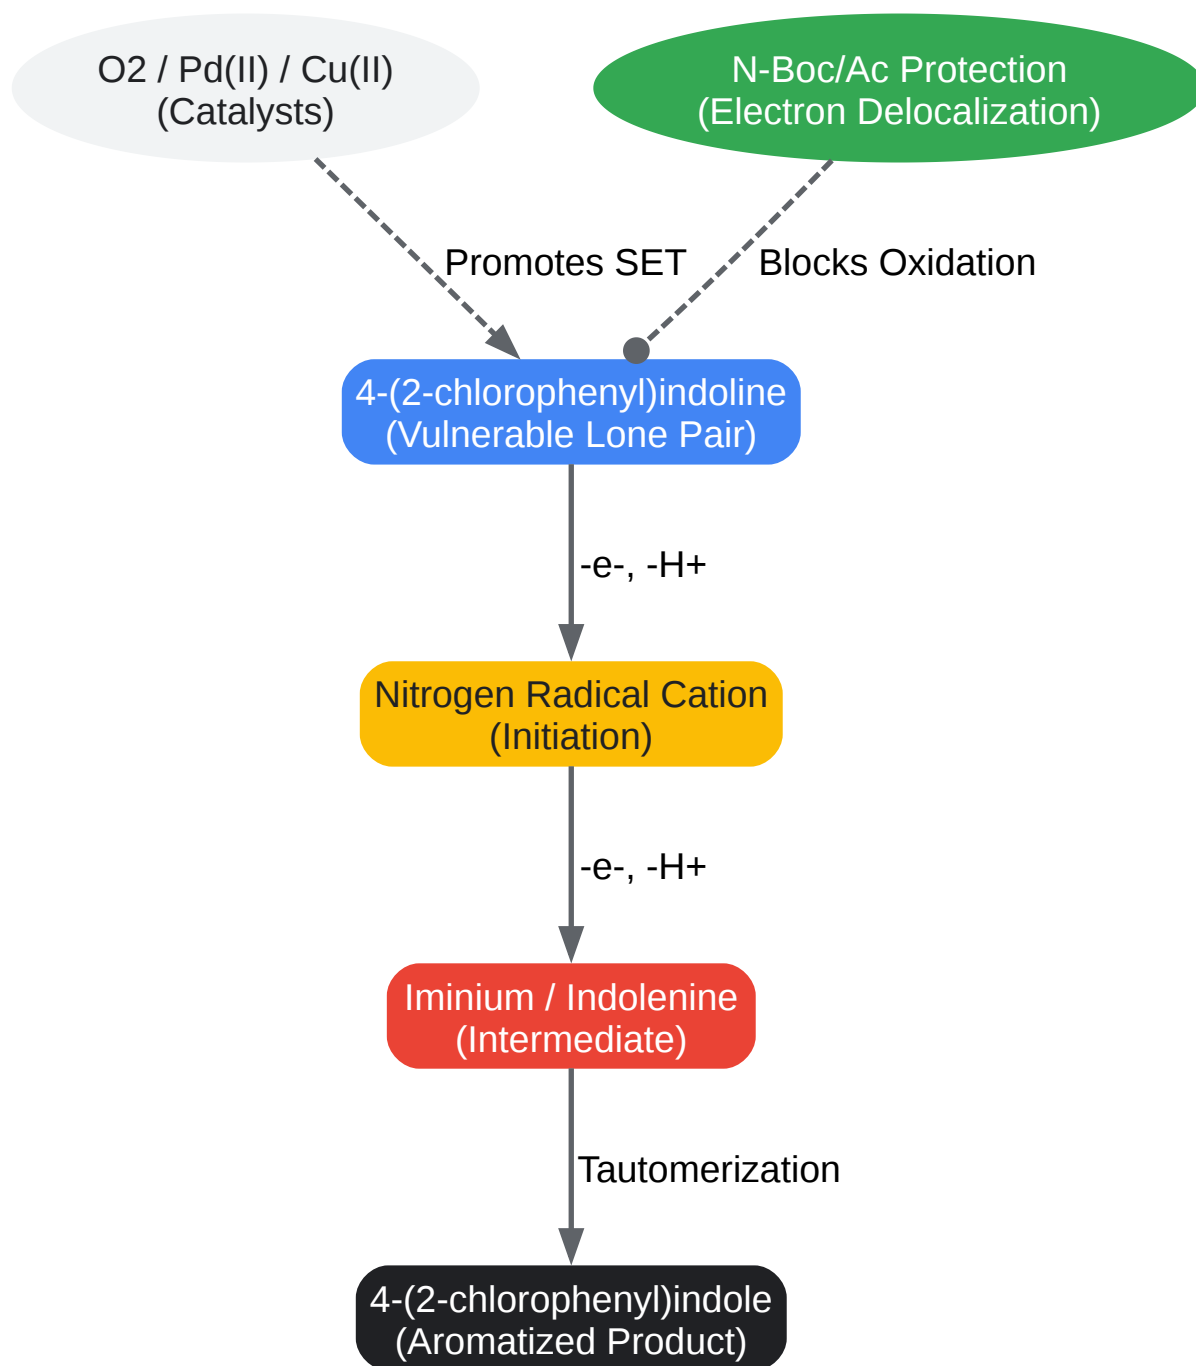 O2 / Pd(II) / Cu(II)
(Catalysts)
N-Boc/Ac Protection
(Electron Delocalization)
Promotes SET
Blocks Oxidation
4-(2-chlorophenyl)indoline
(Vulnerable Lone Pair)
-e-, -H+
Nitrogen Radical Cation
(Initiation)
-e-, -H+
Iminium / Indolenine
(Intermediate)
Tautomerization
4-(2-chlorophenyl)indole
(Aromatized Product)